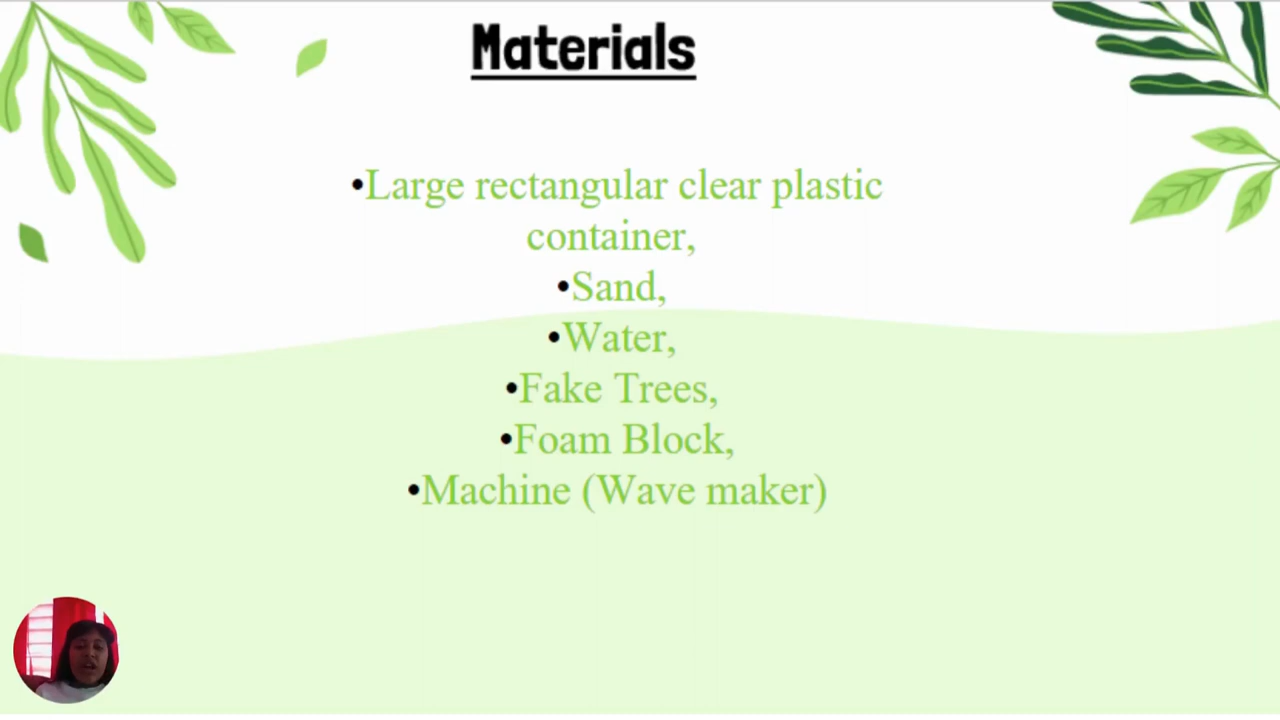 Materials
•Large rectangular clear plastic
container,
•Sand,
•Water,
•Fake Trees,
•Foam Block,
•Machine (Wave maker)